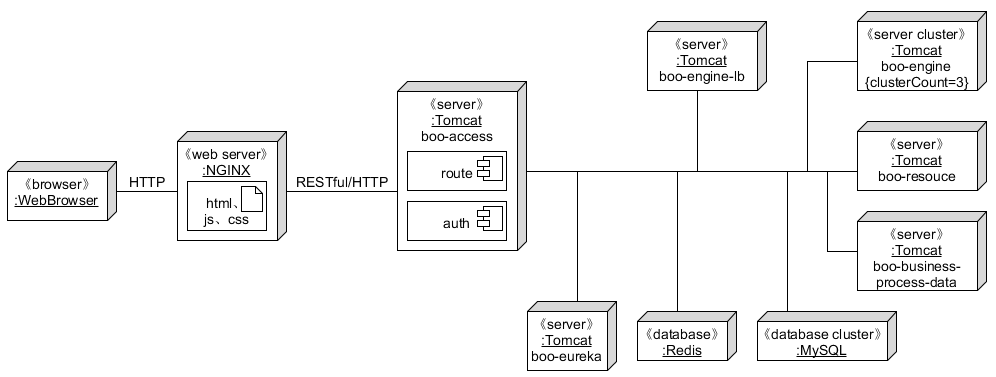 《browser》
:WebBrowser
HTTP
《web server》
:NGINX
html、
js、css
RESTful/HTTP
《server》
:Tomcat
boo-access
route
auth
《server》
:Tomcat
boo-engine-lb
《server cluster》
:Tomcat
boo-engine
{clusterCount=3}
《server》
:Tomcat
boo-resouce
《server》
:Tomcat
boo-business-
process-data
《server》
:Tomcat
boo-eureka
《database》
:Redis
《database cluster》
:MySQL